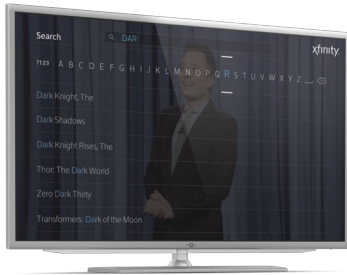 Search DAR
xfinity
?123 A B C D E F G H I J K L M N O P Q R S T U V W X Y Z
Dark Knight, The
Dark Shadows
Dark Knight Rises, The
Thor: The Dark World
Zero Dark Thirty
Transformers: Dark of the Moon